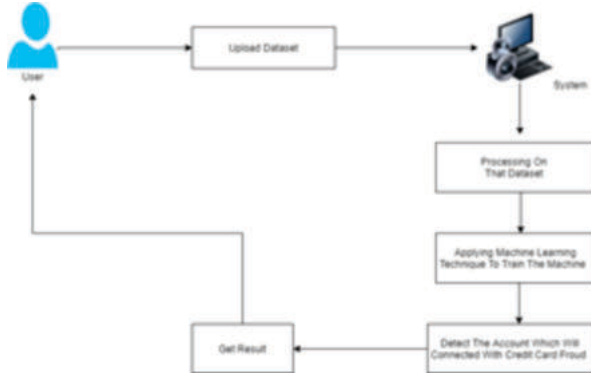 Upload Dataset
User
System
Processing On
That Dataset
Applying Machine Learning
Technique To Train The Machine
Detect The Account Which Will
Connected With Credit Card Froud
Get Result